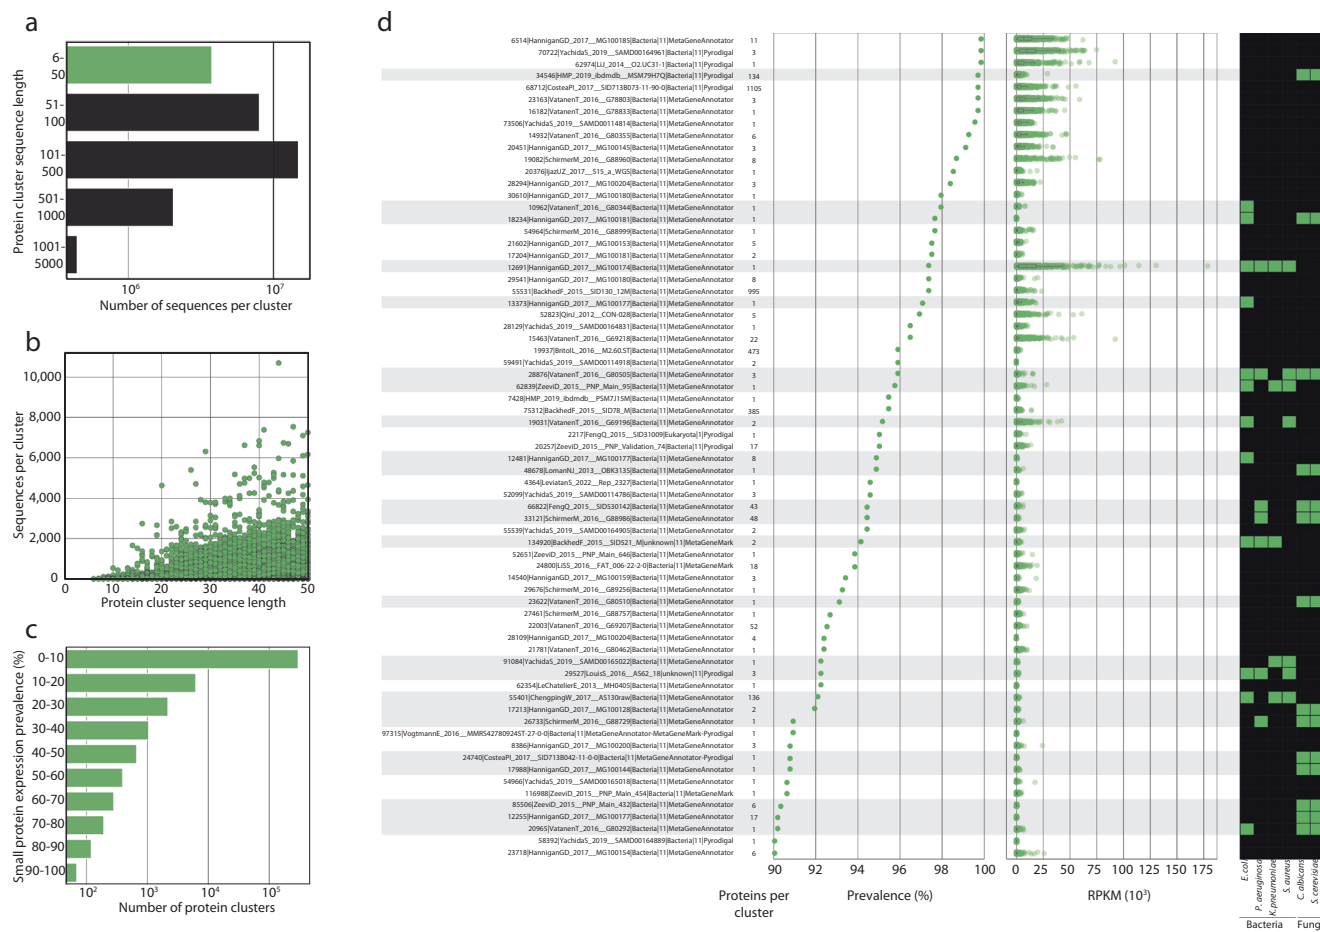 a
Protein cluster sequence length
6-
50
51-
100
101-
500
501-
1000
1001-
5000
10⁶
10⁷
Number of sequences per cluster
b
Sequences per cluster
10,000
8,000
6,000
4,000
2,000
0
0 10 20 30 40 50
Protein cluster sequence length
c
Small protein expression prevalence (%)
0-10
10-20
20-30
30-40
40-50
50-60
60-70
70-80
80-90
90-100
10² 10³ 10⁴ 10⁵
Number of protein clusters
d
6514|HanniganGD_2017__MG100185|Bacteria|11|MetaGeneAnnotator 11
70722|YachidaS_2019__SAMD00164961|Bacteria|11|Pyrodigal 3
62974|LiJ_2014__O2.UC31-1|Bacteria|11|Pyrodigal 1
34546|HMP_2019_ibdmdb__MSM79H7Q|Bacteria|11|Pyrodigal 134
68712|CosteaPI_2017__SID713B073-11-90-0|Bacteria|11|Pyrodigal 1105
23163|VatanenT_2016__G78803|Bacteria|11|MetaGeneAnnotator 3
16182|VatanenT_2016__G78833|Bacteria|11|MetaGeneAnnotator 1
73506|YachidaS_2019__SAMD00114814|Bacteria|11|MetaGeneAnnotator 1
14932|VatanenT_2016__G80355|Bacteria|11|MetaGeneAnnotator 6
20451|HanniganGD_2017__MG100145|Bacteria|11|MetaGeneAnnotator 3
19082|SchirmerM_2016__G88960|Bacteria|11|MetaGeneAnnotator 8
20376|IjazUZ_2017__S15_a_WGS|Bacteria|11|MetaGeneAnnotator 1
28294|HanniganGD_2017__MG100204|Bacteria|11|MetaGeneAnnotator 3
30610|HanniganGD_2017__MG100180|Bacteria|11|MetaGeneAnnotator 1
10962|VatanenT_2016__G80344|Bacteria|11|MetaGeneAnnotator 1
18234|HanniganGD_2017__MG100181|Bacteria|11|MetaGeneAnnotator 1
54964|SchirmerM_2016__G88999|Bacteria|11|MetaGeneAnnotator 1
21602|HanniganGD_2017__MG100153|Bacteria|11|MetaGeneAnnotator 5
17204|HanniganGD_2017__MG100181|Bacteria|11|MetaGeneAnnotator 2
12691|HanniganGD_2017__MG100174|Bacteria|11|MetaGeneAnnotator 1
29541|HanniganGD_2017__MG100180|Bacteria|11|MetaGeneAnnotator 8
55531|BackhedF_2015__SID130_12M|Bacteria|11|MetaGeneAnnotator 995
13373|HanniganGD_2017__MG100177|Bacteria|11|MetaGeneAnnotator 1
52823|QinJ_2012__CON-028|Bacteria|11|MetaGeneAnnotator 5
28129|YachidaS_2019__SAMD00164831|Bacteria|11|MetaGeneAnnotator 1
15463|VatanenT_2016__G69218|Bacteria|11|MetaGeneAnnotator 22
19937|BritoIL_2016__M2.60.ST|Bacteria|11|MetaGeneAnnotator 473
59491|YachidaS_2019__SAMD00114918|Bacteria|11|MetaGeneAnnotator 2
28876|VatanenT_2016__G80505|Bacteria|11|MetaGeneAnnotator 3
62839|ZeeviD_2015__PNP_Main_95|Bacteria|11|MetaGeneAnnotator 1
7428|HMP_2019_ibdmdb__PSM7J15M|Bacteria|11|MetaGeneAnnotator 1
75312|BackhedF_2015__SID78_M|Bacteria|11|MetaGeneAnnotator 385
19031|VatanenT_2016__G69196|Bacteria|11|MetaGeneAnnotator 2
2217|FengQ_2015__SID31009|Eukaryota|1|Pyrodigal 1
20257|ZeeviD_2015__PNP_Validation_74|Bacteria|11|Pyrodigal 17
12481|HanniganGD_2017__MG100177|Bacteria|11|MetaGeneAnnotator 8
48678|LomanNJ_2013__OBK3135|Bacteria|11|MetaGeneAnnotator 1
4364|LeviatanS_2022__Rep_2327|Bacteria|11|MetaGeneAnnotator 1
52099|YachidaS_2019__SAMD00114786|Bacteria|11|MetaGeneAnnotator 3
66822|FengQ_2015__SID530142|Bacteria|11|MetaGeneAnnotator 43
33121|SchirmerM_2016__G88986|Bacteria|11|MetaGeneAnnotator 48
55539|YachidaS_2019__SAMD00164905|Bacteria|11|MetaGeneAnnotator 2
134920|BackhedF_2015__SID521_M|unknown|11|MetaGeneMark 2
52651|ZeeviD_2015__PNP_Main_646|Bacteria|11|MetaGeneAnnotator 1
24800|LiSS_2016__FAT_006-22-2-0|Bacteria|11|MetaGeneMark 18
14540|HanniganGD_2017__MG100159|Bacteria|11|MetaGeneAnnotator 3
29676|SchirmerM_2016__G89256|Bacteria|11|MetaGeneAnnotator 1
23622|VatanenT_2016__G80510|Bacteria|11|MetaGeneAnnotator 1
27461|SchirmerM_2016__G88757|Bacteria|11|MetaGeneAnnotator 1
22003|VatanenT_2016__G69207|Bacteria|11|MetaGeneAnnotator 52
28109|HanniganGD_2017__MG100204|Bacteria|11|MetaGeneAnnotator 4
21781|VatanenT_2016__G80462|Bacteria|11|MetaGeneAnnotator 1
91084|YachidaS_2019__SAMD00165022|Bacteria|11|MetaGeneAnnotator 1
29527|LouisS_2016__AS62_18|unknown|11|Pyrodigal 3
62354|LeChatelierE_2013__MH0405|Bacteria|11|MetaGeneAnnotator 1
55401|ChengpingW_2017__AS130raw|Bacteria|11|MetaGeneAnnotator 136
17213|HanniganGD_2017__MG100128|Bacteria|11|MetaGeneAnnotator 2
26733|SchirmerM_2016__G88729|Bacteria|11|MetaGeneAnnotator 1
97315|VogtmannE_2016__MMRS42780924ST-27-0-0|Bacteria|11|MetaGeneAnnotator-MetaGeneMark-Pyrodigal 1
8386|HanniganGD_2017__MG100200|Bacteria|11|MetaGeneAnnotator 3
24740|CosteaPI_2017__SID713B042-11-0-0|Bacteria|11|MetaGeneAnnotator-Pyrodigal 1
17988|HanniganGD_2017__MG100144|Bacteria|11|MetaGeneAnnotator 1
54966|YachidaS_2019__SAMD00165018|Bacteria|11|MetaGeneAnnotator 1
116988|ZeeviD_2015__PNP_Main_454|Bacteria|11|MetaGeneMark 1
85506|ZeeviD_2015__PNP_Main_432|Bacteria|11|MetaGeneAnnotator 6
12255|HanniganGD_2017__MG100177|Bacteria|11|MetaGeneAnnotator 17
20965|VatanenT_2016__G80292|Bacteria|11|MetaGeneAnnotator 1
58392|YachidaS_2019__SAMD00164889|Bacteria|11|Pyrodigal 1
23718|HanniganGD_2017__MG100154|Bacteria|11|MetaGeneAnnotator 6
90 92 94 96 98 100
0 25 50 75 100 125 150 175
Proteins per
cluster
Prevalence (%)
RPKM (10³)
E.coli
P. aeruginosa
K.pneumoniae
S. aureus
C. albicans
S. cerevisiae
Bacteria
Fung